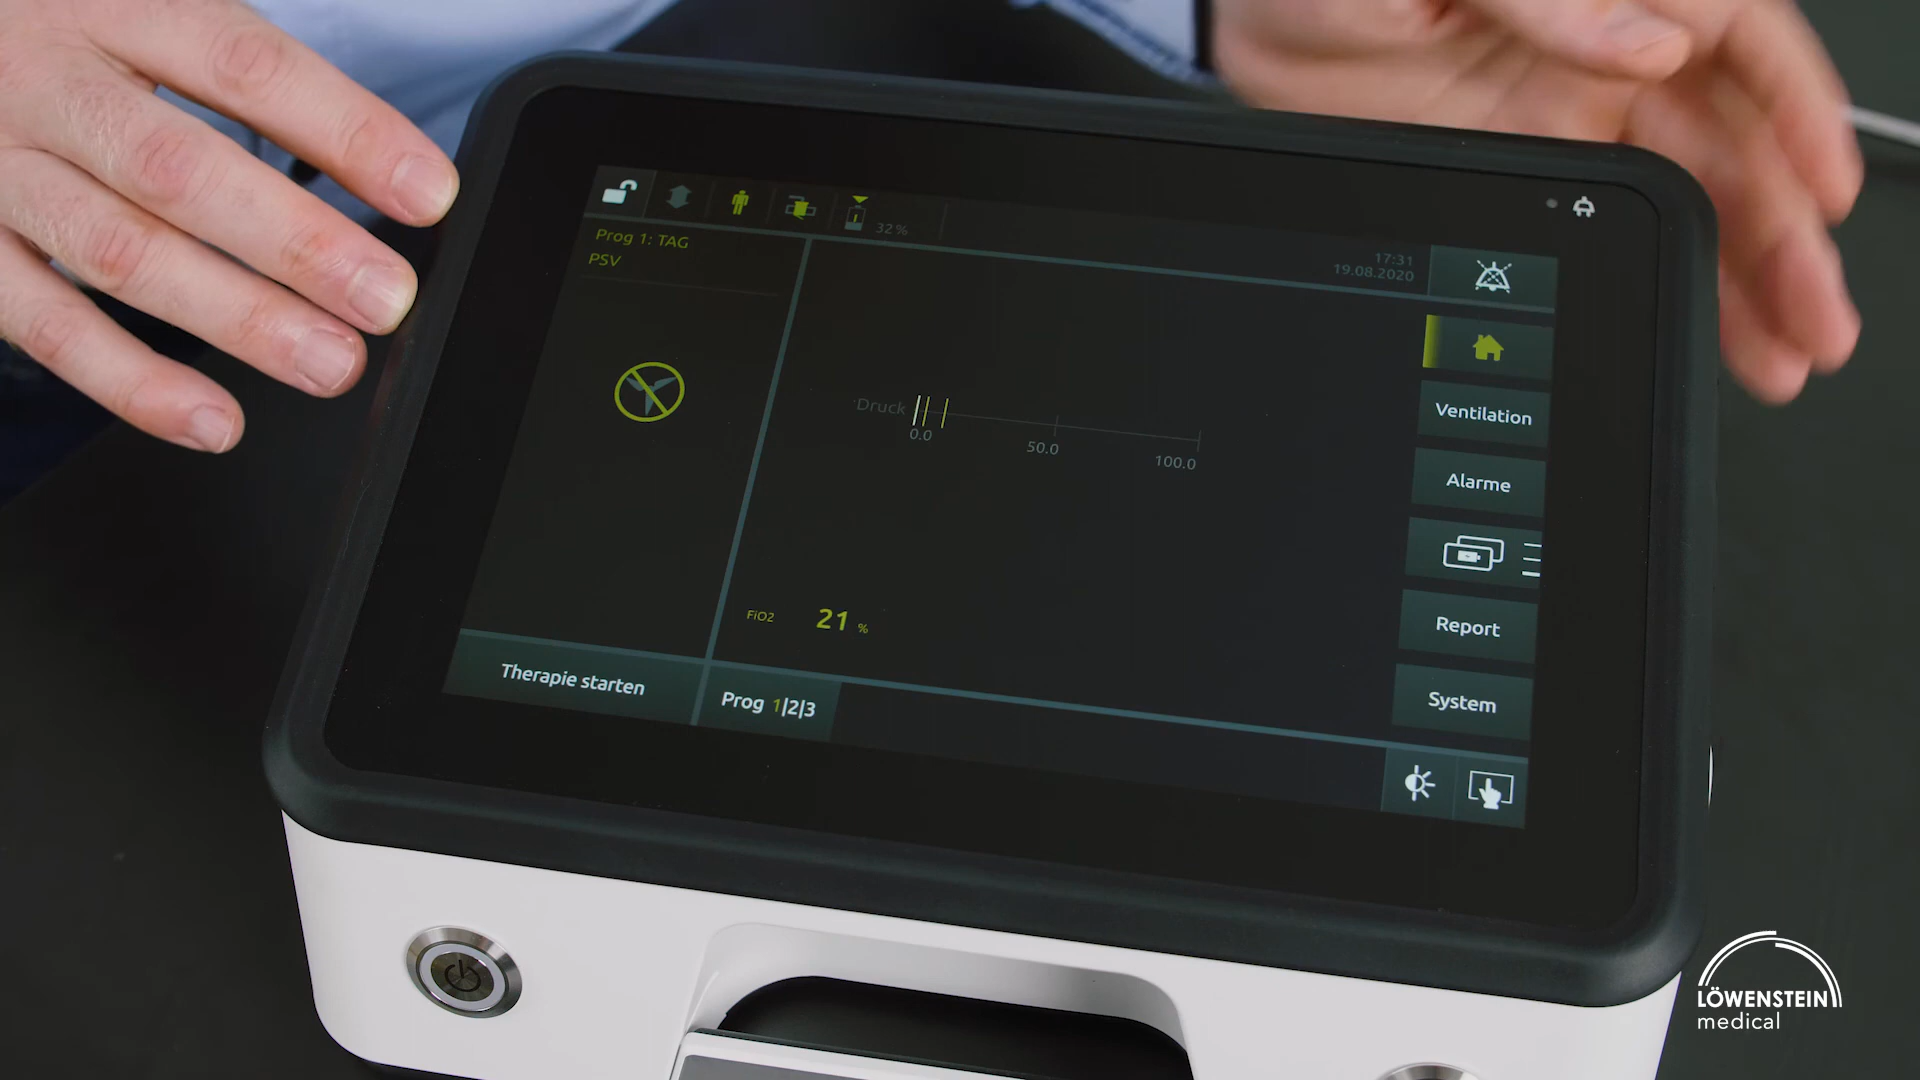 32 %
17:31
19.08.2020
Prog 1: TAG
PSV
Ventilation
Druck
0.0
50.0
100.0
Alarme
FiO2 21 %
Report
Therapie starten
Prog 1|2|3
System
LÖWENSTEIN
medical